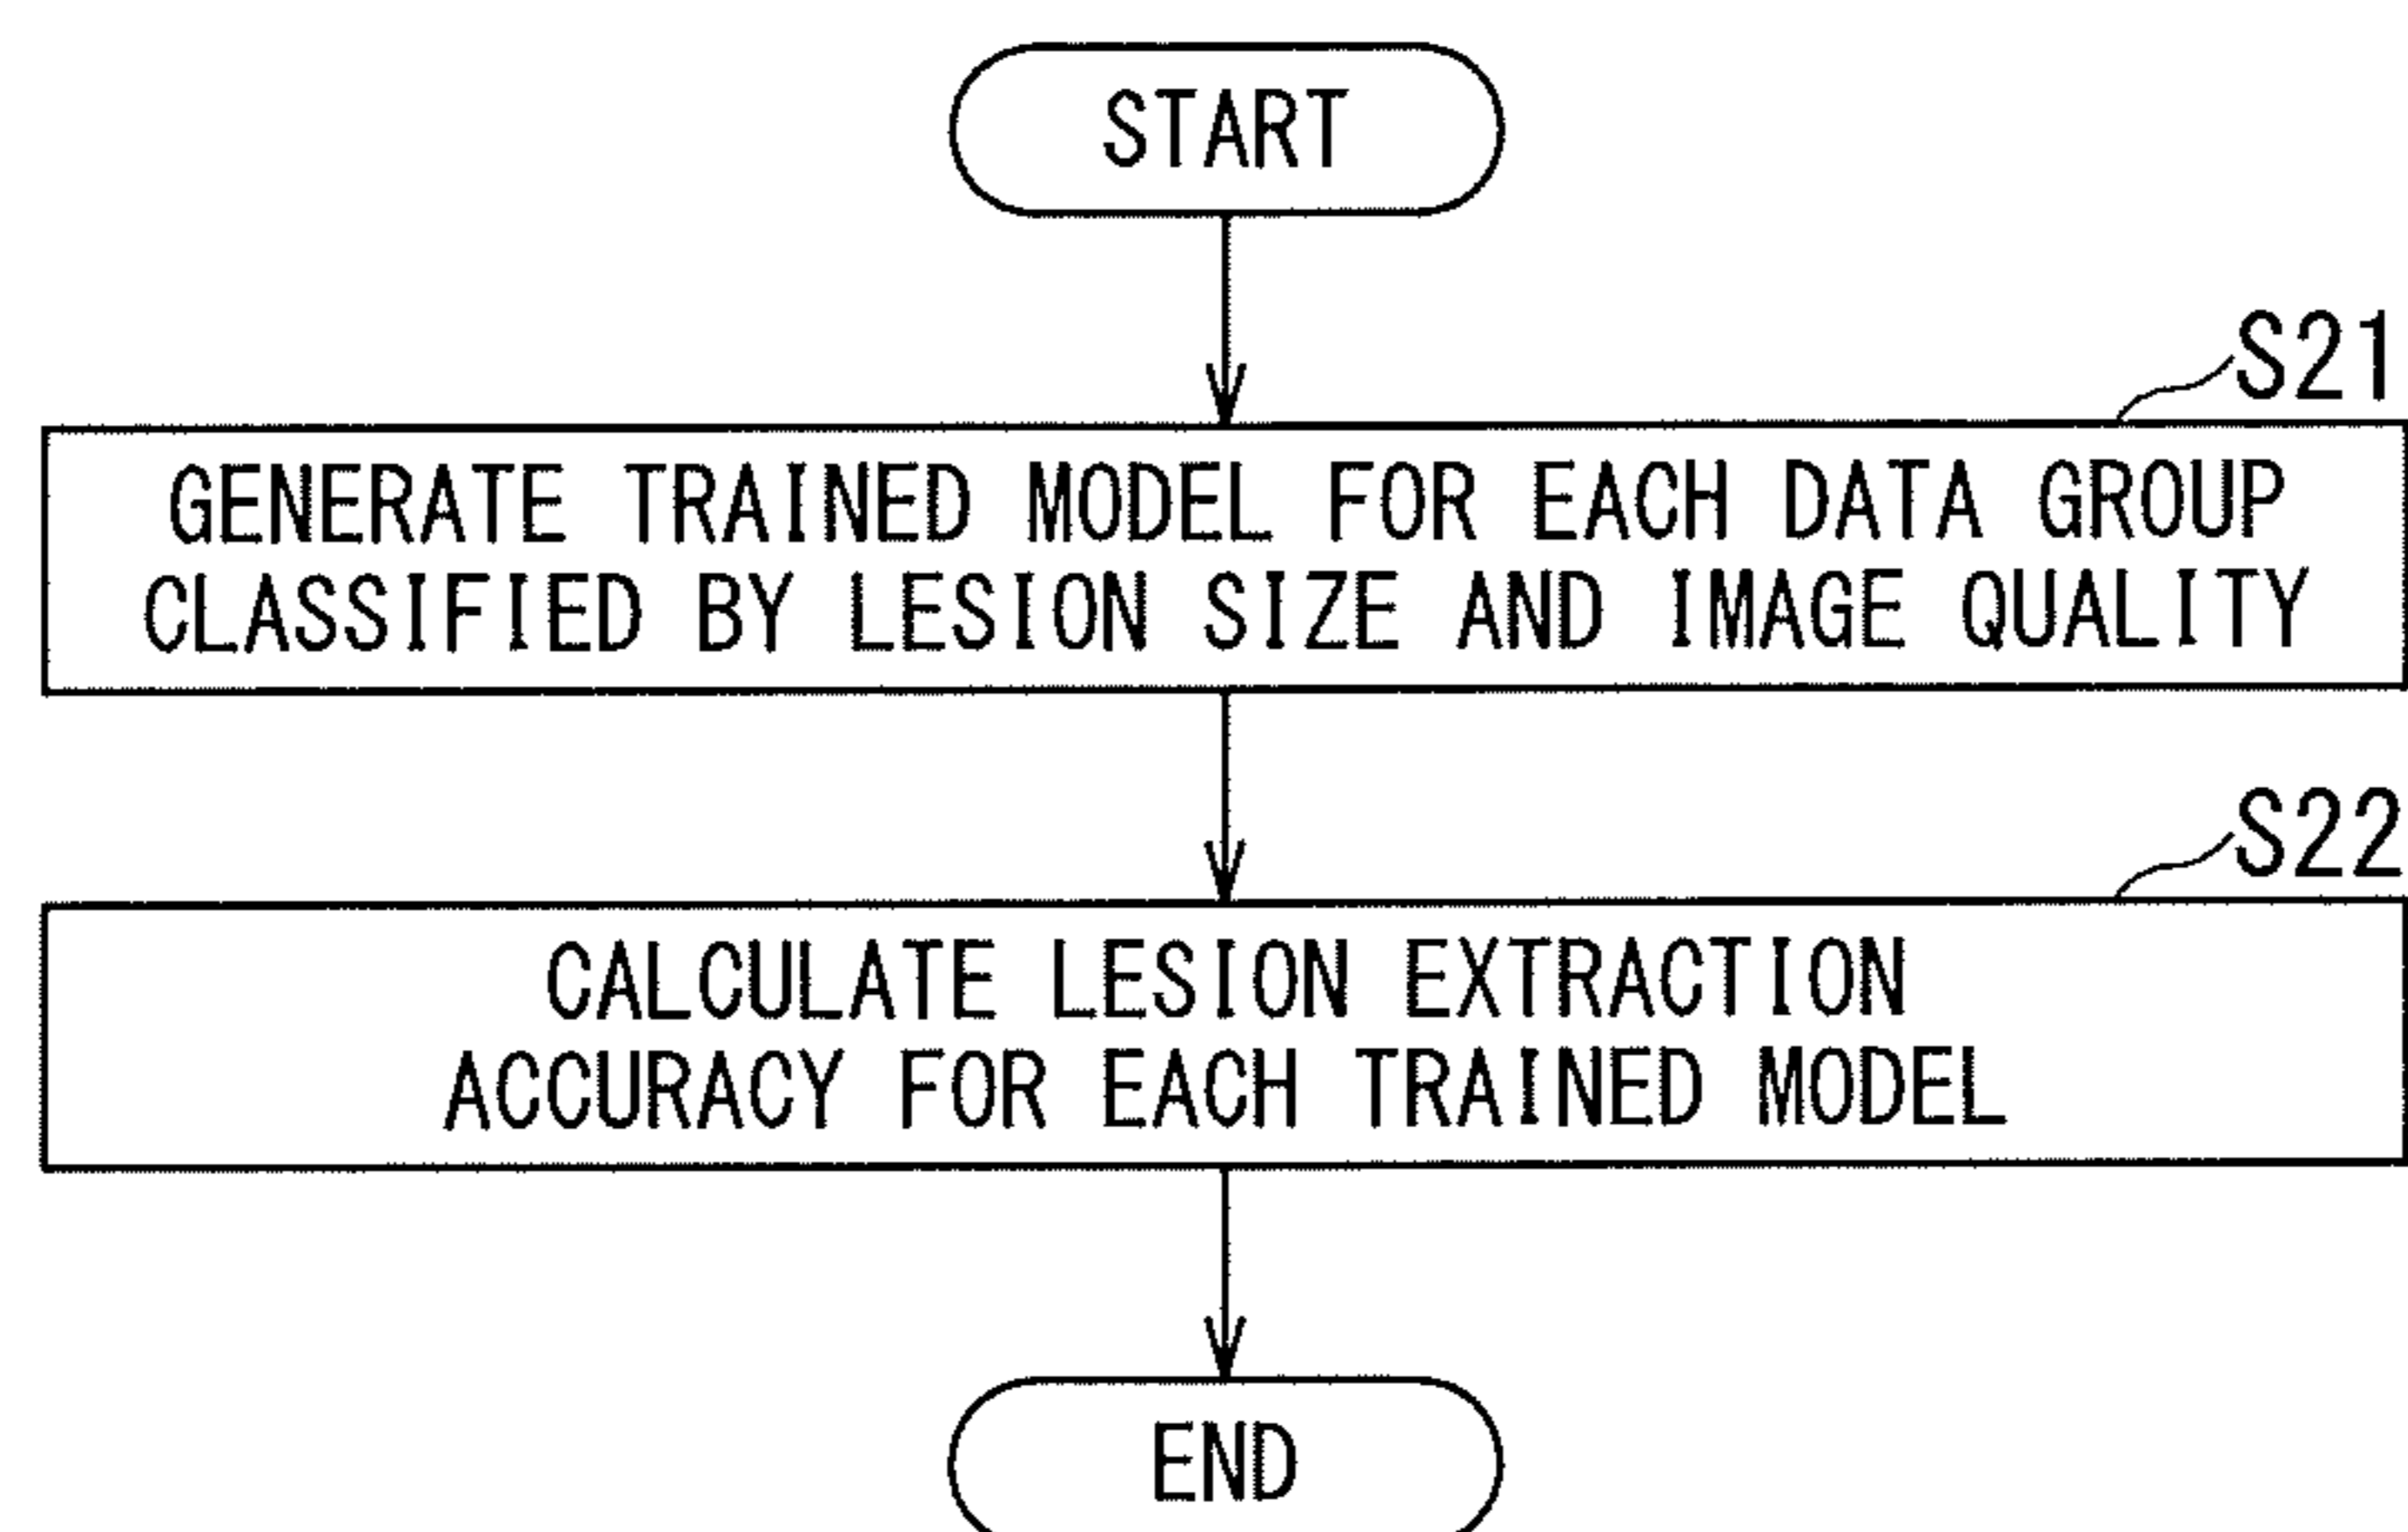 START
S21
GENERATE TRAINED MODEL FOR EACH DATA GROUP
CLASSIFIED BY LESION SIZE AND IMAGE QUALITY
S22
CALCULATE LESION EXTRACTION
ACCURACY FOR EACH TRAINED MODEL
END